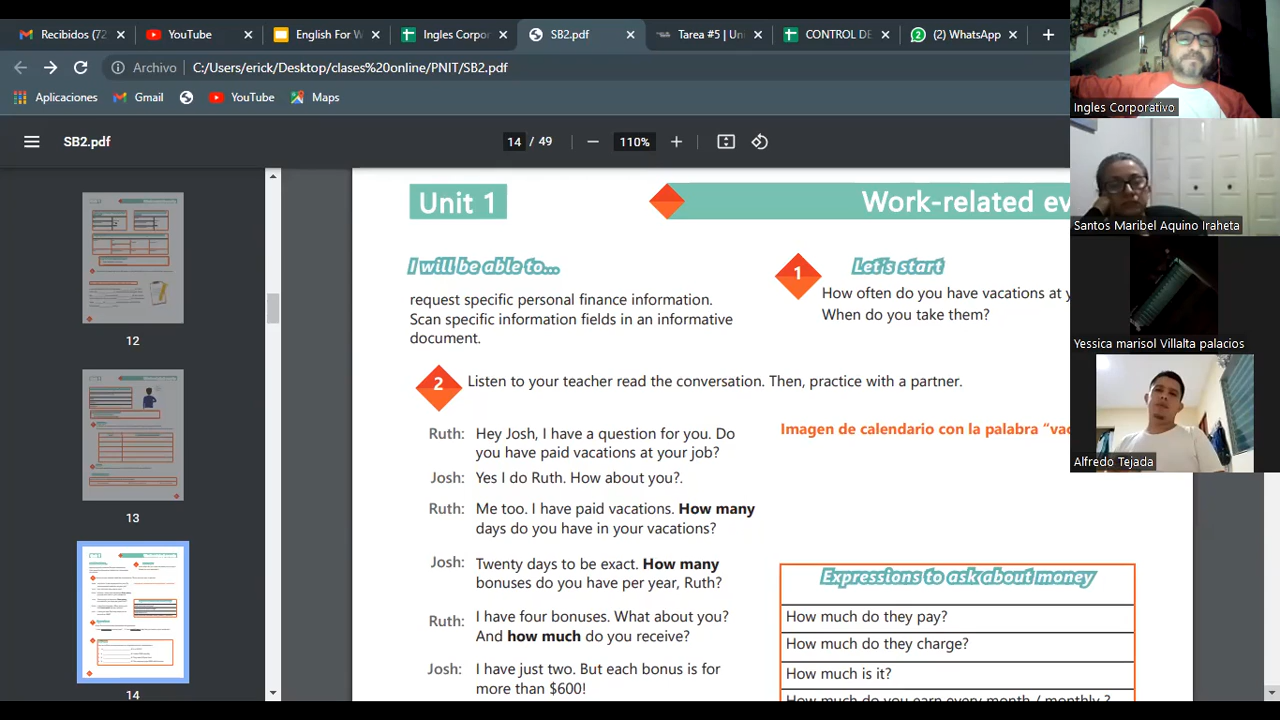 Recibidos (72
YouTube
English For W
Ingles Corpor
SB2.pdf
Tarea #5 | Uni
CONTROL DE
(2) WhatsApp
Archivo
C:/Users/erick/Desktop/clases%20online/PNIT/SB2.pdf
Aplicaciones
Gmail
YouTube
Maps
SB2.pdf
14 / 49
110%
12
13
14
Unit 1
Work-related ev
I will be able to...
request specific personal finance information.
Scan specific information fields in an informative
document.
1
Let's start
How often do you have vacations at y
When do you take them?
2
Listen to your teacher read the conversation. Then, practice with a partner.
Ruth: Hey Josh, I have a question for you. Do
you have paid vacations at your job?
Josh: Yes I do Ruth. How about you?.
Ruth: Me too. I have paid vacations. How many
days do you have in your vacations?
Josh: Twenty days to be exact. How many
bonuses do you have per year, Ruth?
Ruth: I have four bonuses. What about you?
And how much do you receive?
Josh: I have just two. But each bonus is for
more than $600!
Imagen de calendario con la palabra “vac
Expressions to ask about money
How much do they pay?
How much do they charge?
How much is it?
How much do you earn every month / monthly ?
Ingles Corporativo
Santos Maribel Aquino Iraheta
Yessica marisol Villalta palacios
Alfredo Tejada